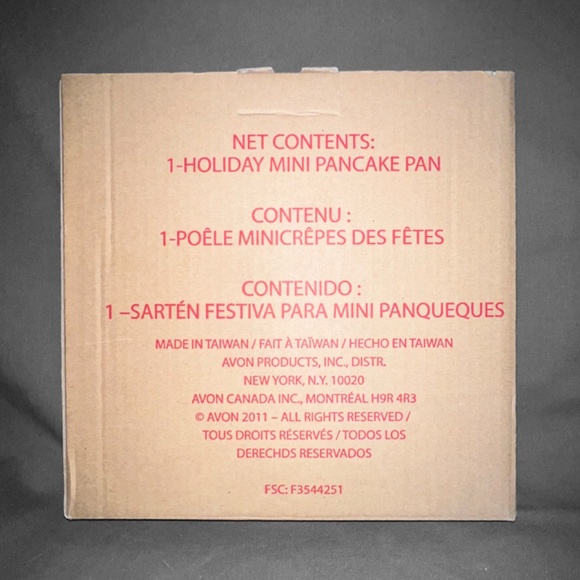 NET CONTENTS:
1-HOLIDAY MINI PANCAKE PAN
CONTENU :
1-POÊLE MINICRÊPES DES FÊTES
CONTENIDO :
1 –SARTÉN FESTIVA PARA MINI PANQUEQUES
MADE IN TAIWAN / FAIT À TAÏWAN / HECHO EN TAIWAN
AVON PRODUCTS, INC., DISTR.
NEW YORK, N.Y. 10020
AVON CANADA INC., MONTRÉAL H9R 4R3
© AVON 2011 – ALL RIGHTS RESERVED /
TOUS DROITS RÉSERVÉS / TODOS LOS
DERECHDS RESERVADOS
FSC: F3544251